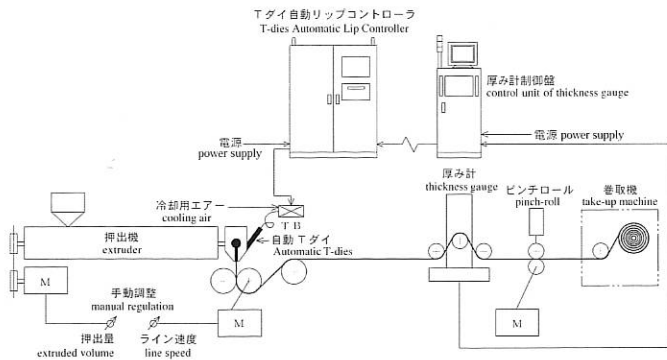 Tダイ自動リップコントローラ
T-dies Automatic Lip Controller
厚み計制御盤
control unit of thickness gauge
電源
power supply
電源 power supply
冷却用エアー
cooling air
TB
厚み計
thickness gauge
ピンチロール
pinch-roll
巻取機
take-up machine
押出機
extruder
自動Tダイ
Automatic T-dies
M
手動調整
manual regulation
M
M
押出量
extruded volume
ライン速度
line speed